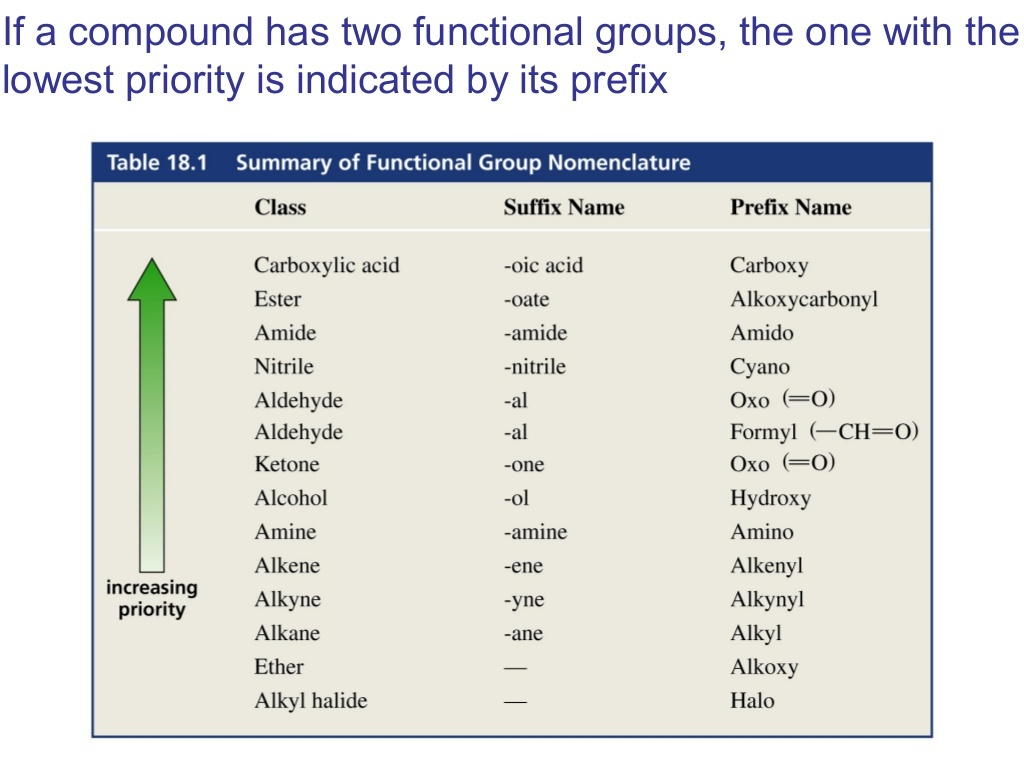 If a compound has two functional groups, the one with the
lowest priority is indicated by its prefix
Table 18.1 Summary of Functional Group Nomenclature
Class Suffix Name Prefix Name
Carboxylic acid -oic acid Carboxy
Ester -oate Alkoxycarbonyl
Amide -amide Amido
Nitrile -nitrile Cyano
Aldehyde -al Oxo (=O)
Aldehyde -al Formyl (—CH=O)
Ketone -one Oxo (=O)
Alcohol -ol Hydroxy
Amine -amine Amino
Alkene -ene Alkenyl
Alkyne -yne Alkynyl
Alkane -ane Alkyl
Ether — Alkoxy
Alkyl halide — Halo
increasing
priority